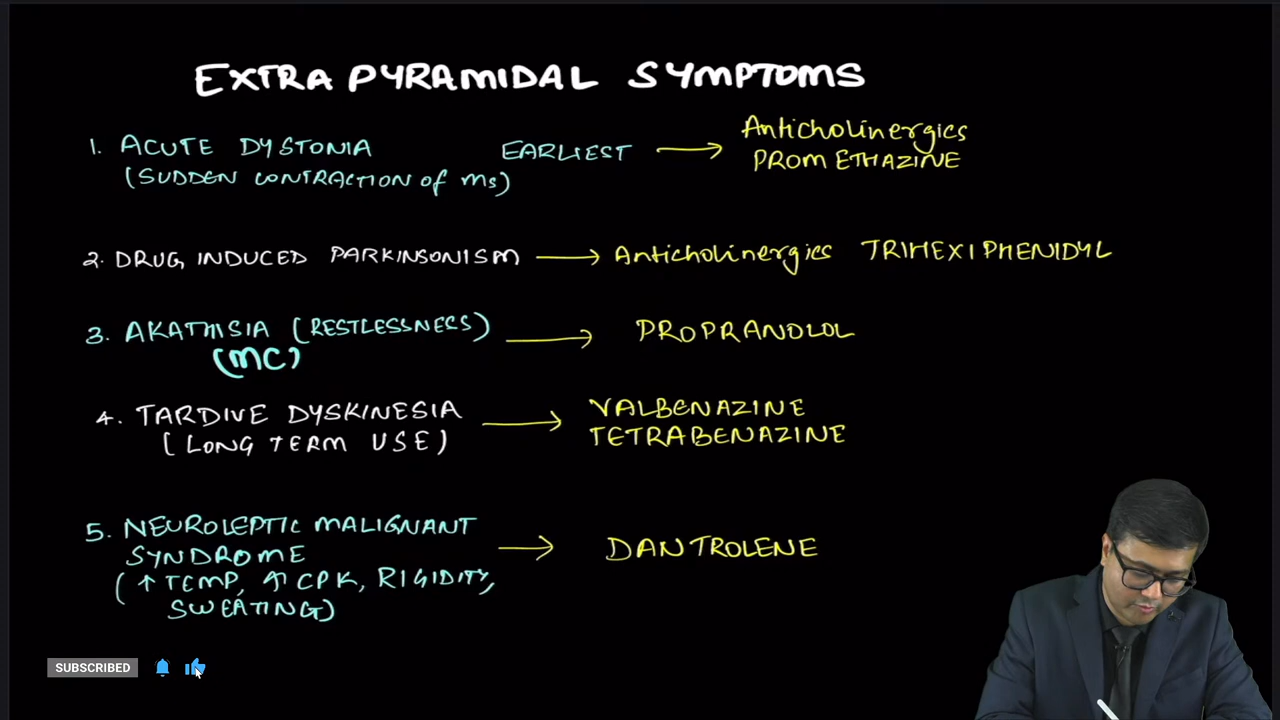 EXTRA PYRAMIDAL SYMPTOMS
1. ACUTE DYSTONIA EARLIEST → Anticholinergics
(SUDDEN CONTRACTION of ms) PROMETHAZINE
2. DRUG INDUCED PARKINSONISM → Anticholinergics TRIHEXIPHENIDYL
3. AKATHISIA (RESTLESSNESS) → PROPRANOLOL
(MC)
4. TARDIVE DYSKINESIA → VALBENAZINE
(LONG TERM USE) TETRABENAZINE
5. NEUROLEPTIC MALIGNANT
SYNDROME → DANTROLENE
(↑ TEMP, ↑ CPK, RIGIDITY,
SWEATING)
SUBSCRIBED